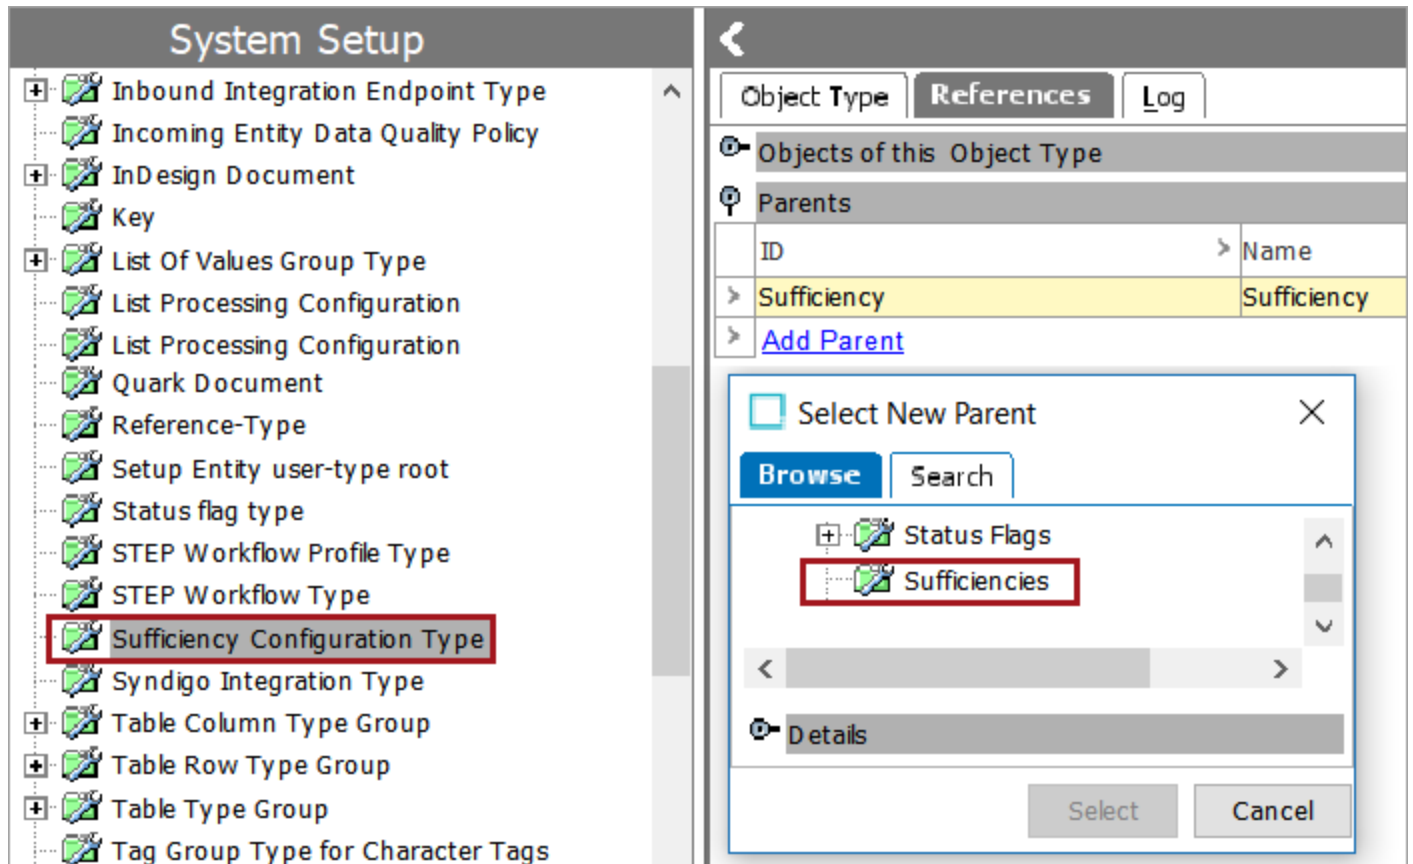 System Setup
Inbound Integration Endpoint Type
Incoming Entity Data Quality Policy
InDesign Document
Key
List Of Values Group Type
List Processing Configuration
List Processing Configuration
Quark Document
Reference-Type
Setup Entity user-type root
Status flag type
STEP Workflow Profile Type
STEP Workflow Type
Sufficiency Configuration Type
Syndigo Integration Type
Table Column Type Group
Table Row Type Group
Table Type Group
Tag Group Type for Character Tags
Object Type References Log
Objects of this Object Type
Parents
ID Name
Sufficiency Sufficiency
Add Parent
Select New Parent
Browse Search
Status Flags
Sufficiencies
Details
Select Cancel